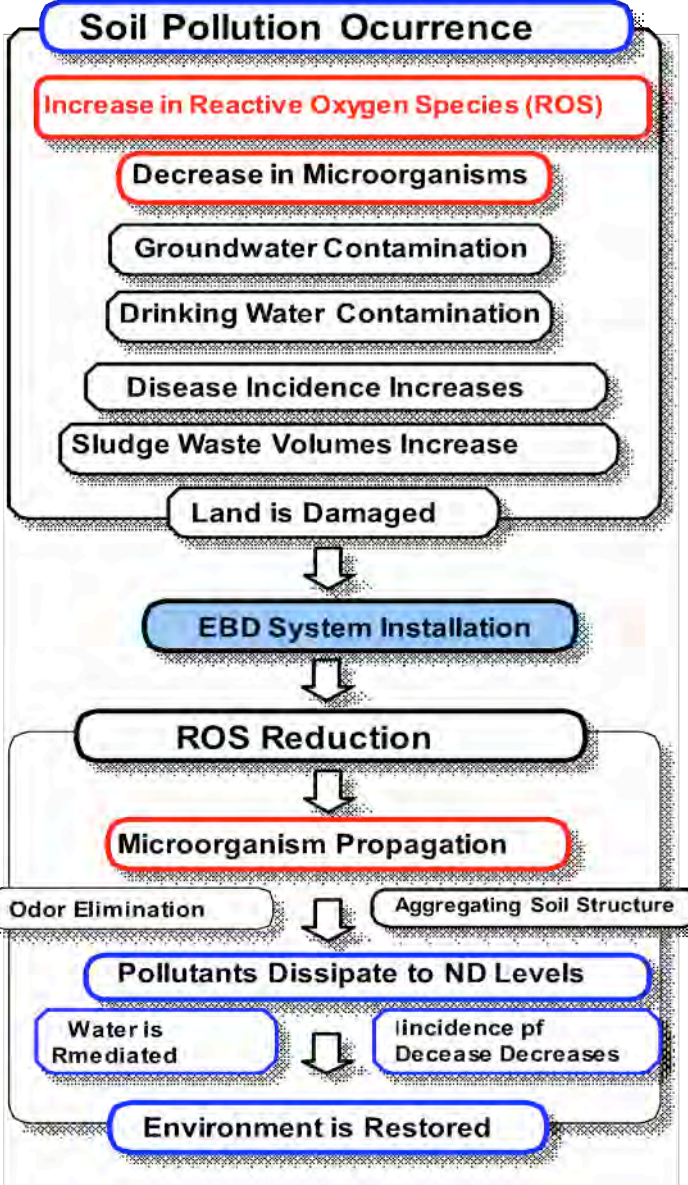 Soil Pollution Ocurrence
Increase in Reactive Oxygen Species (ROS)
Decrease in Microorganisms
Groundwater Contamination
Drinking Water Contamination
Disease Incidence Increases
Sludge Waste Volumes Increase
Land is Damaged
EBD System Installation
ROS Reduction
Microorganism Propagation
Odor Elimination
Aggregating Soil Structure
Pollutants Dissipate to ND Levels
Water is
Rmediated
Iincidence pf
Decease Decreases
Environment is Restored